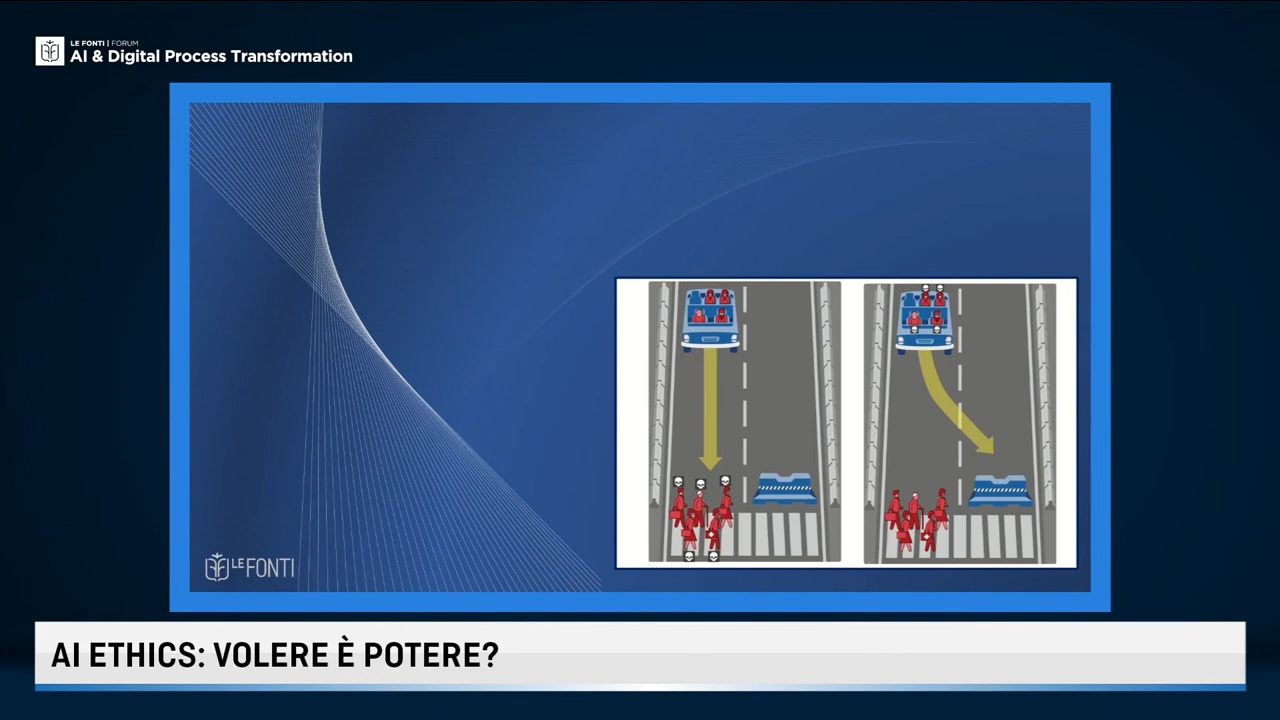 LE FONTI | FORUM
AI & Digital Process Transformation
LE FONTI
AI ETHICS: VOLERE È POTERE?